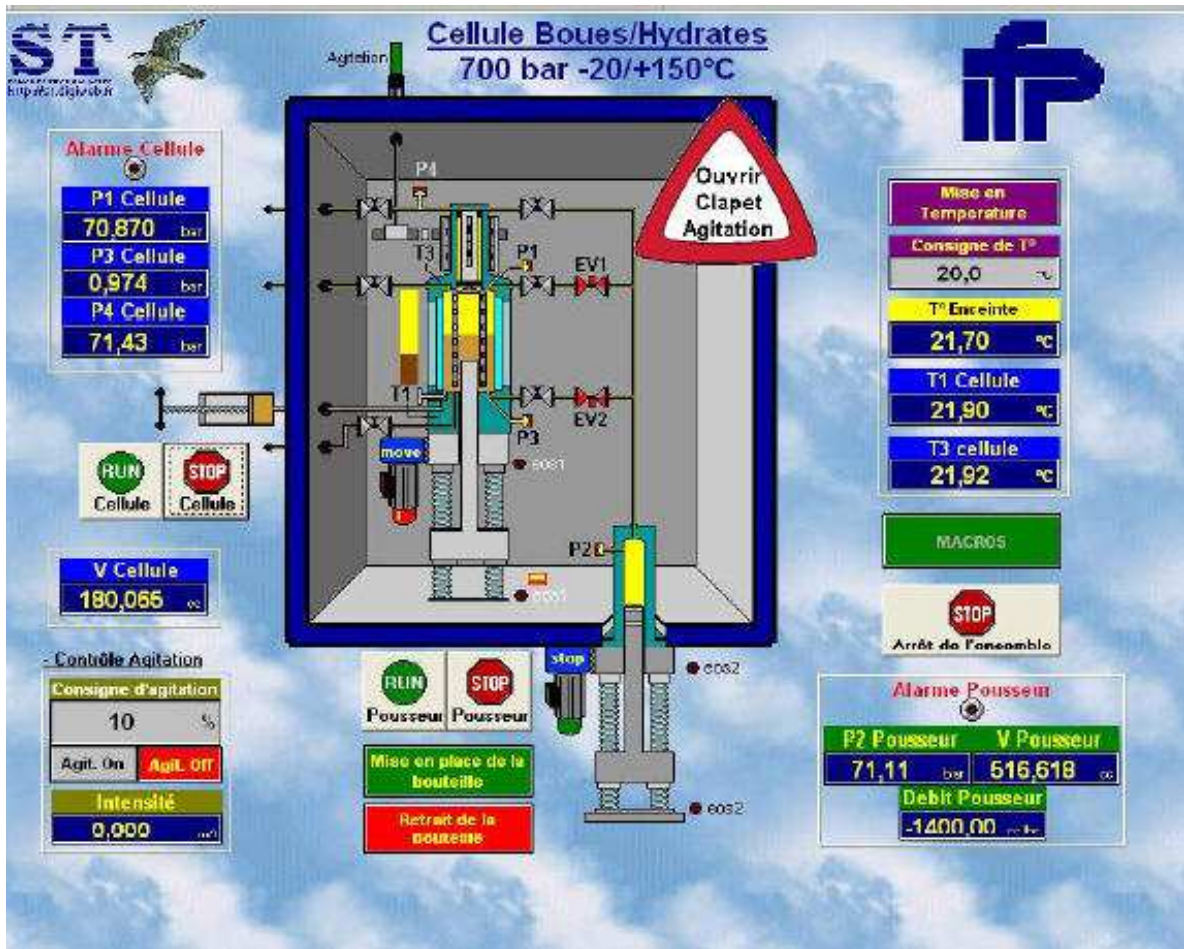 ST
Cellule Boues/Hydrates
700 bar -20/+150°C
Agitation
Alarme Cellule
P1 Cellule
70,870 bar
P3 Cellule
0,974 bar
P4 Cellule
71,43 bar
RUN
Cellule
STOP
Cellule
V Cellule
180,065 cc
- Contrôle Agitation
Consigne d'agitation
10 %
Agit. On
Agit. Off
Intensité
0,000
P4
T3
P1
EV1
T1
EV2
P3
move
eos1
P2
eos1
stop
eos2
eos2
Ouvrir
Clapet
Agitation
RUN
Pousseur
STOP
Pousseur
Mise en place de la
bouteille
Retrait de la
bouteille
IFP
Mise en
Temperature
Consigne de T°
20,0 °C
T° Enceinte
21,70 °C
T1 Cellule
21,90 °C
T3 cellule
21,92 °C
MACROS
STOP
Arrêt de l'ensemble
Alarme Pousseur
P2 Pousseur
71,11 bar
V Pousseur
516,618 cc
Debit Pousseur
-1400,00